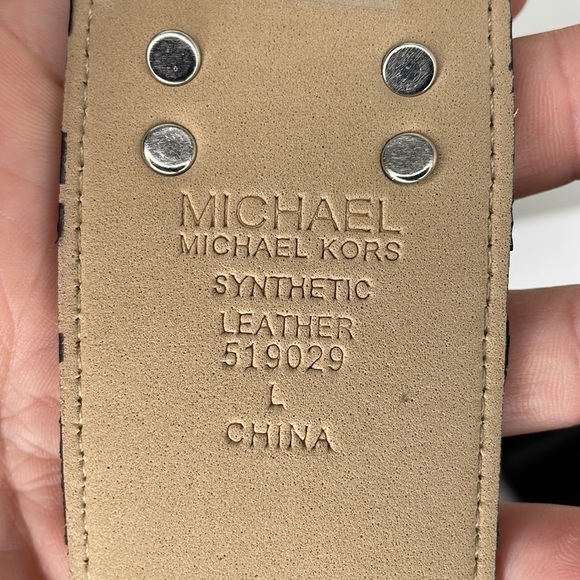 MICHAEL
MICHAEL KORS
SYNTHETIC
LEATHER
519029
L
CHINA